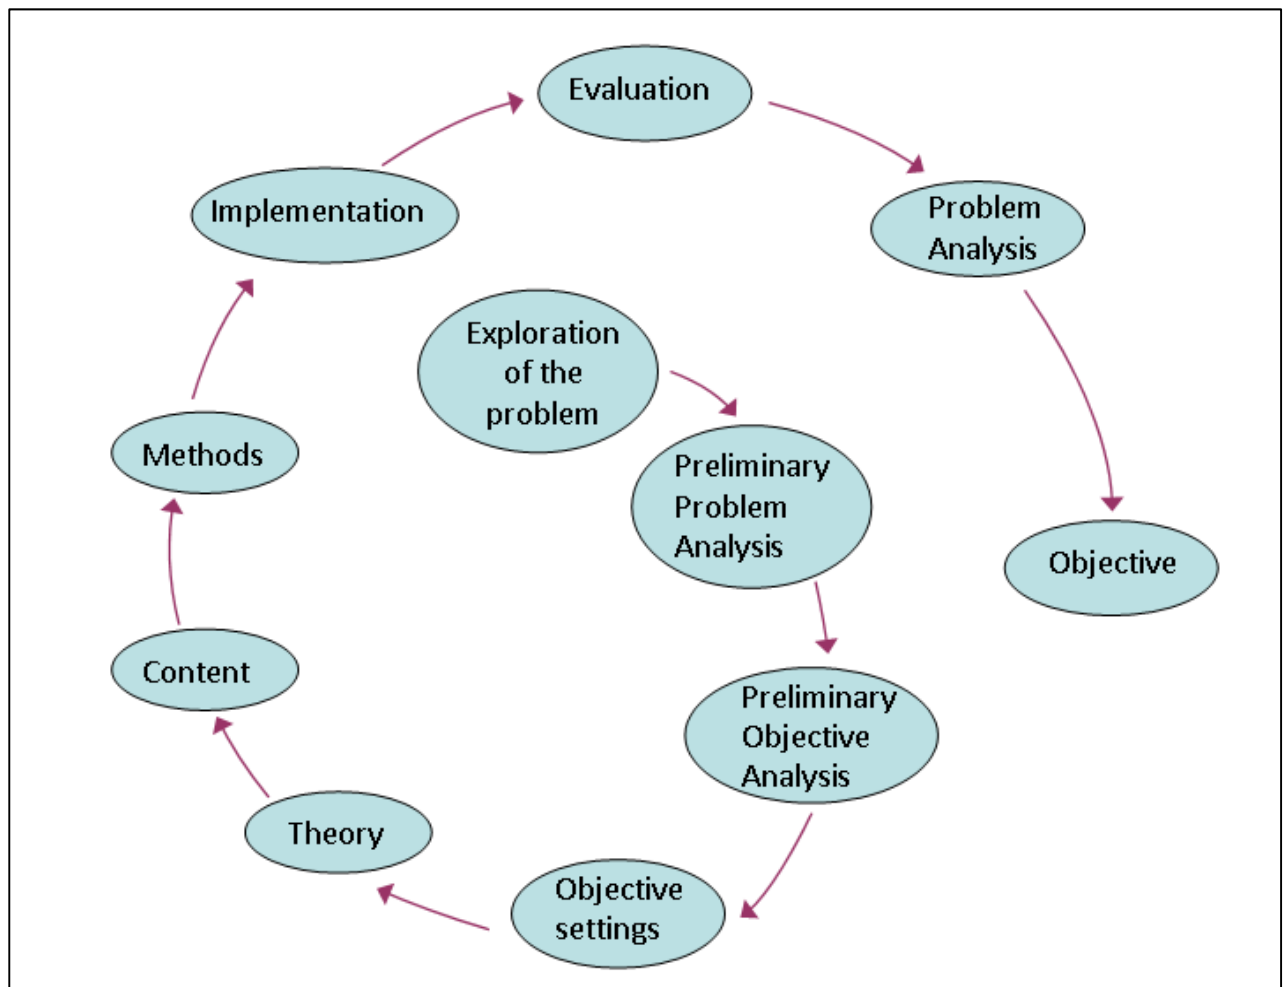 Evaluation
Problem
Analysis
Implementation
Exploration
of the
problem
Methods
Preliminary
Problem
Analysis
Objective
Content
Preliminary
Objective
Analysis
Theory
Objective
settings